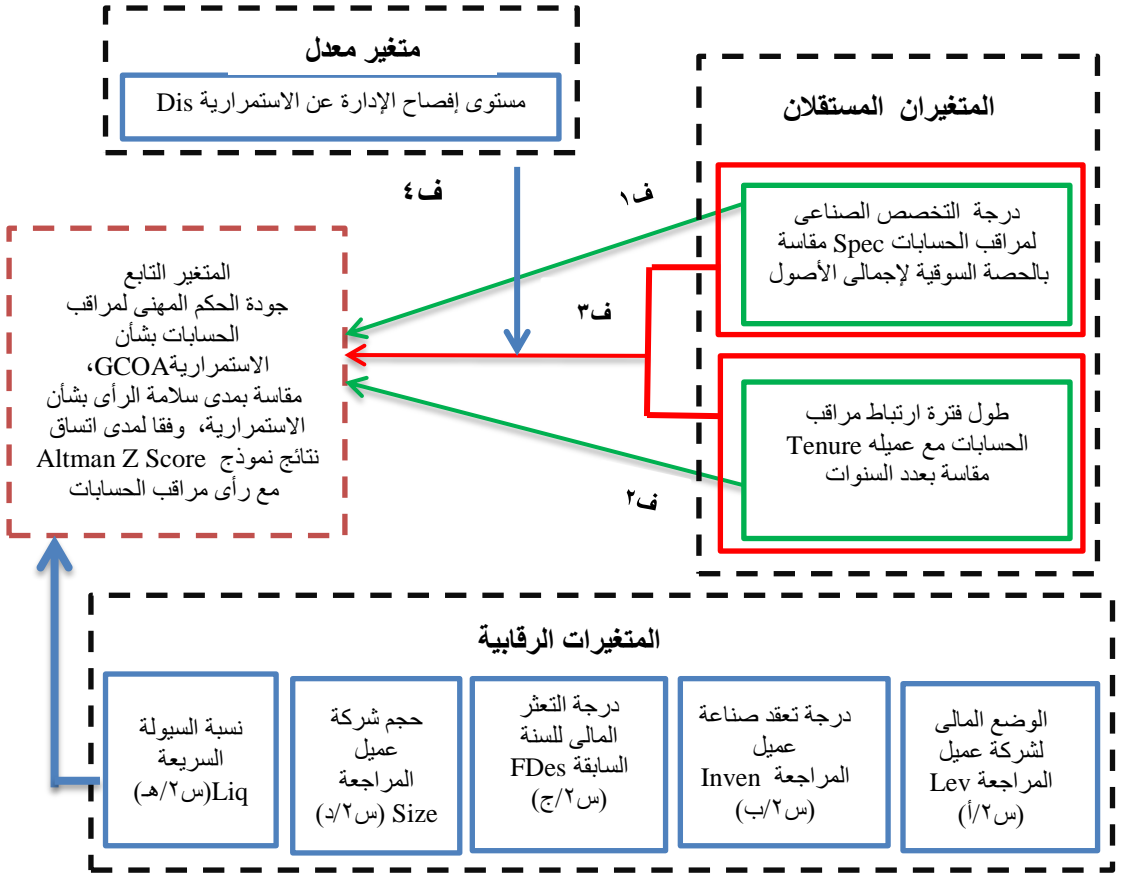 متغير معدل
مستوى إفصاح الإدارة عن الاستمرارية Dis
المتغيران المستقلان
درجة التخصص الصناعى
لمراقب الحسابات Spec مقاسة
بالحصة السوقية لإجمالى الأصول
طول فترة ارتباط مراقب
الحسابات مع عميله Tenure
مقاسة بعدد السنوات
ف١
ف٤
ف٣
ف٢
المتغير التابع
جودة الحكم المهنى لمراقب
الحسابات بشأن
الاستمراريةGCOA،
مقاسة بمدى سلامة الرأى بشأن
الاستمرارية، وفقا لمدى اتساق
نتائج نموذج Altman Z Score
مع رأى مراقب الحسابات
المتغيرات الرقابية
الوضع المالى
لشركة عميل
المراجعة Lev
(س٢/أ)
درجة تعقد صناعة
عميل
المراجعة Inven
(س٢/ب)
درجة التعثر
المالى للسنة
السابقة FDes
(س٢/ج)
حجم شركة
عميل
المراجعة
Size (س٢/د)
نسبة السيولة
السريعة
Liq(س٢/هـ)